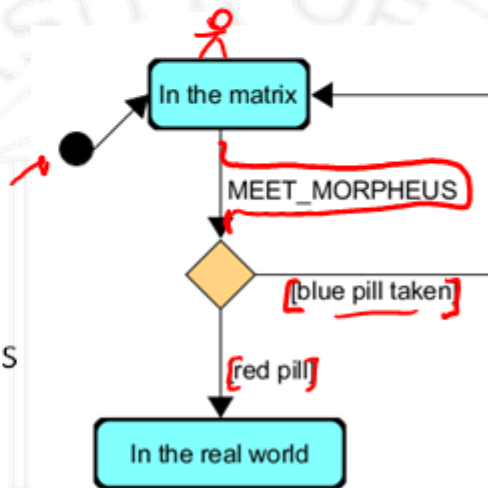 In the matrix
MEET_MORPHEUS
[blue pill taken]
S
[red pill]
In the real world